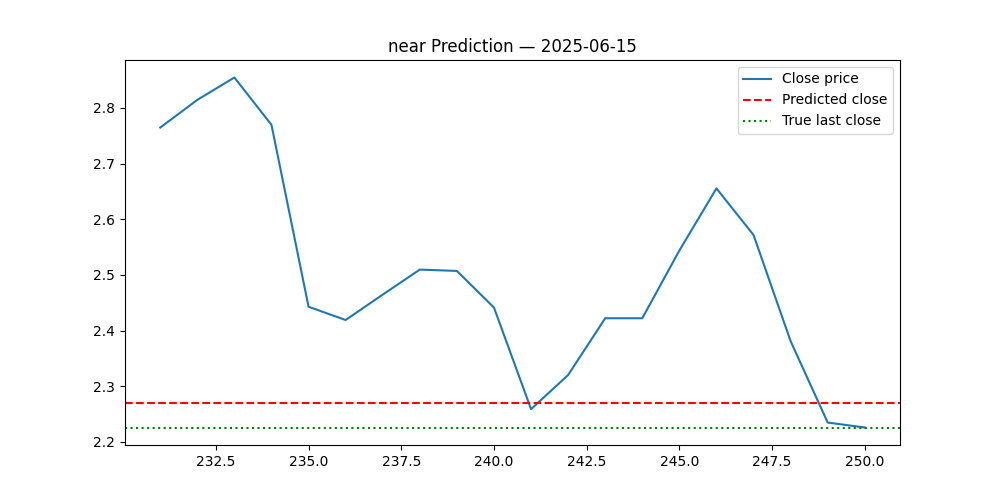 near Prediction — 2025-06-15
Close price
Predicted close
True last close
2.8
2.7
2.6
2.5
2.4
2.3
2.2
232.5 235.0 237.5 240.0 242.5 245.0 247.5 250.0